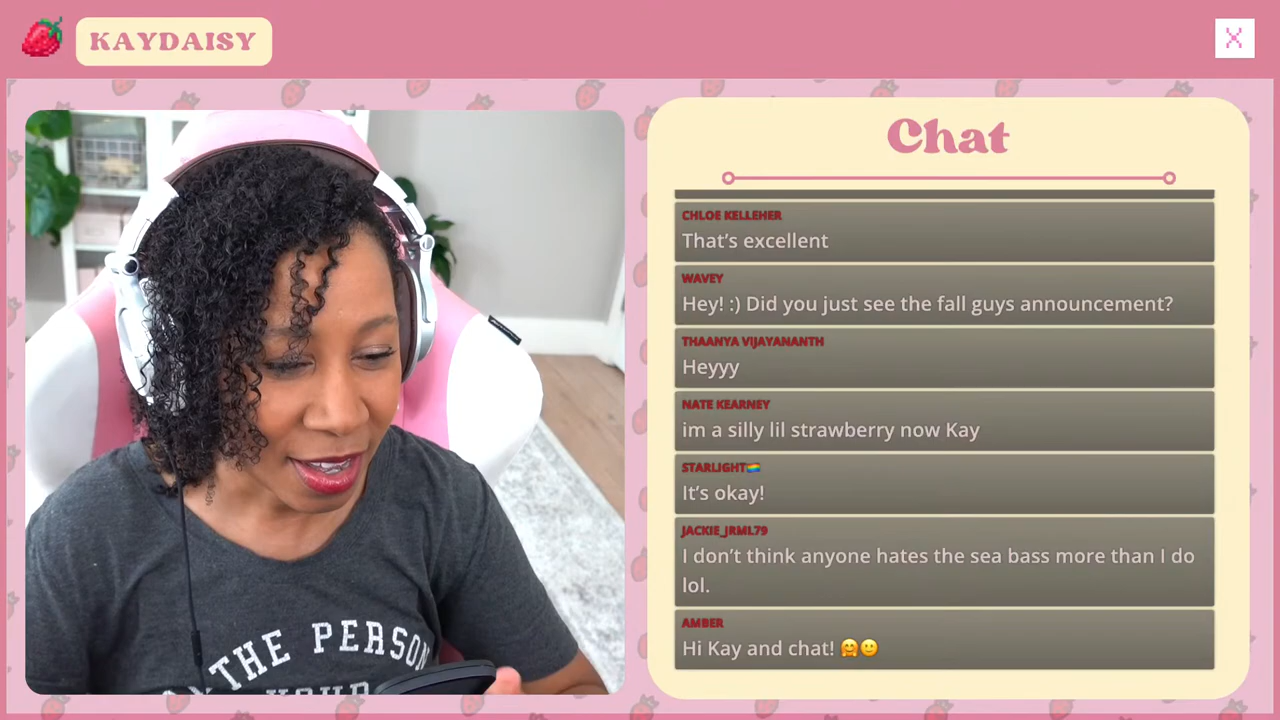 KAYDAISY
Chat
CHLOE KELLEHER
That's excellent
WAVEY
Hey! :) Did you just see the fall guys announcement?
THAANYA VIJAYANANTH
Heyyy
NATE KEARNEY
im a silly lil strawberry now Kay
STARLIGHT🏳️‍🌈
It's okay!
JACKIE_JRML79
I don't think anyone hates the sea bass more than I do
lol.
AMBER
Hi Kay and chat! 🤗🙂
THE PERSON
YOUR